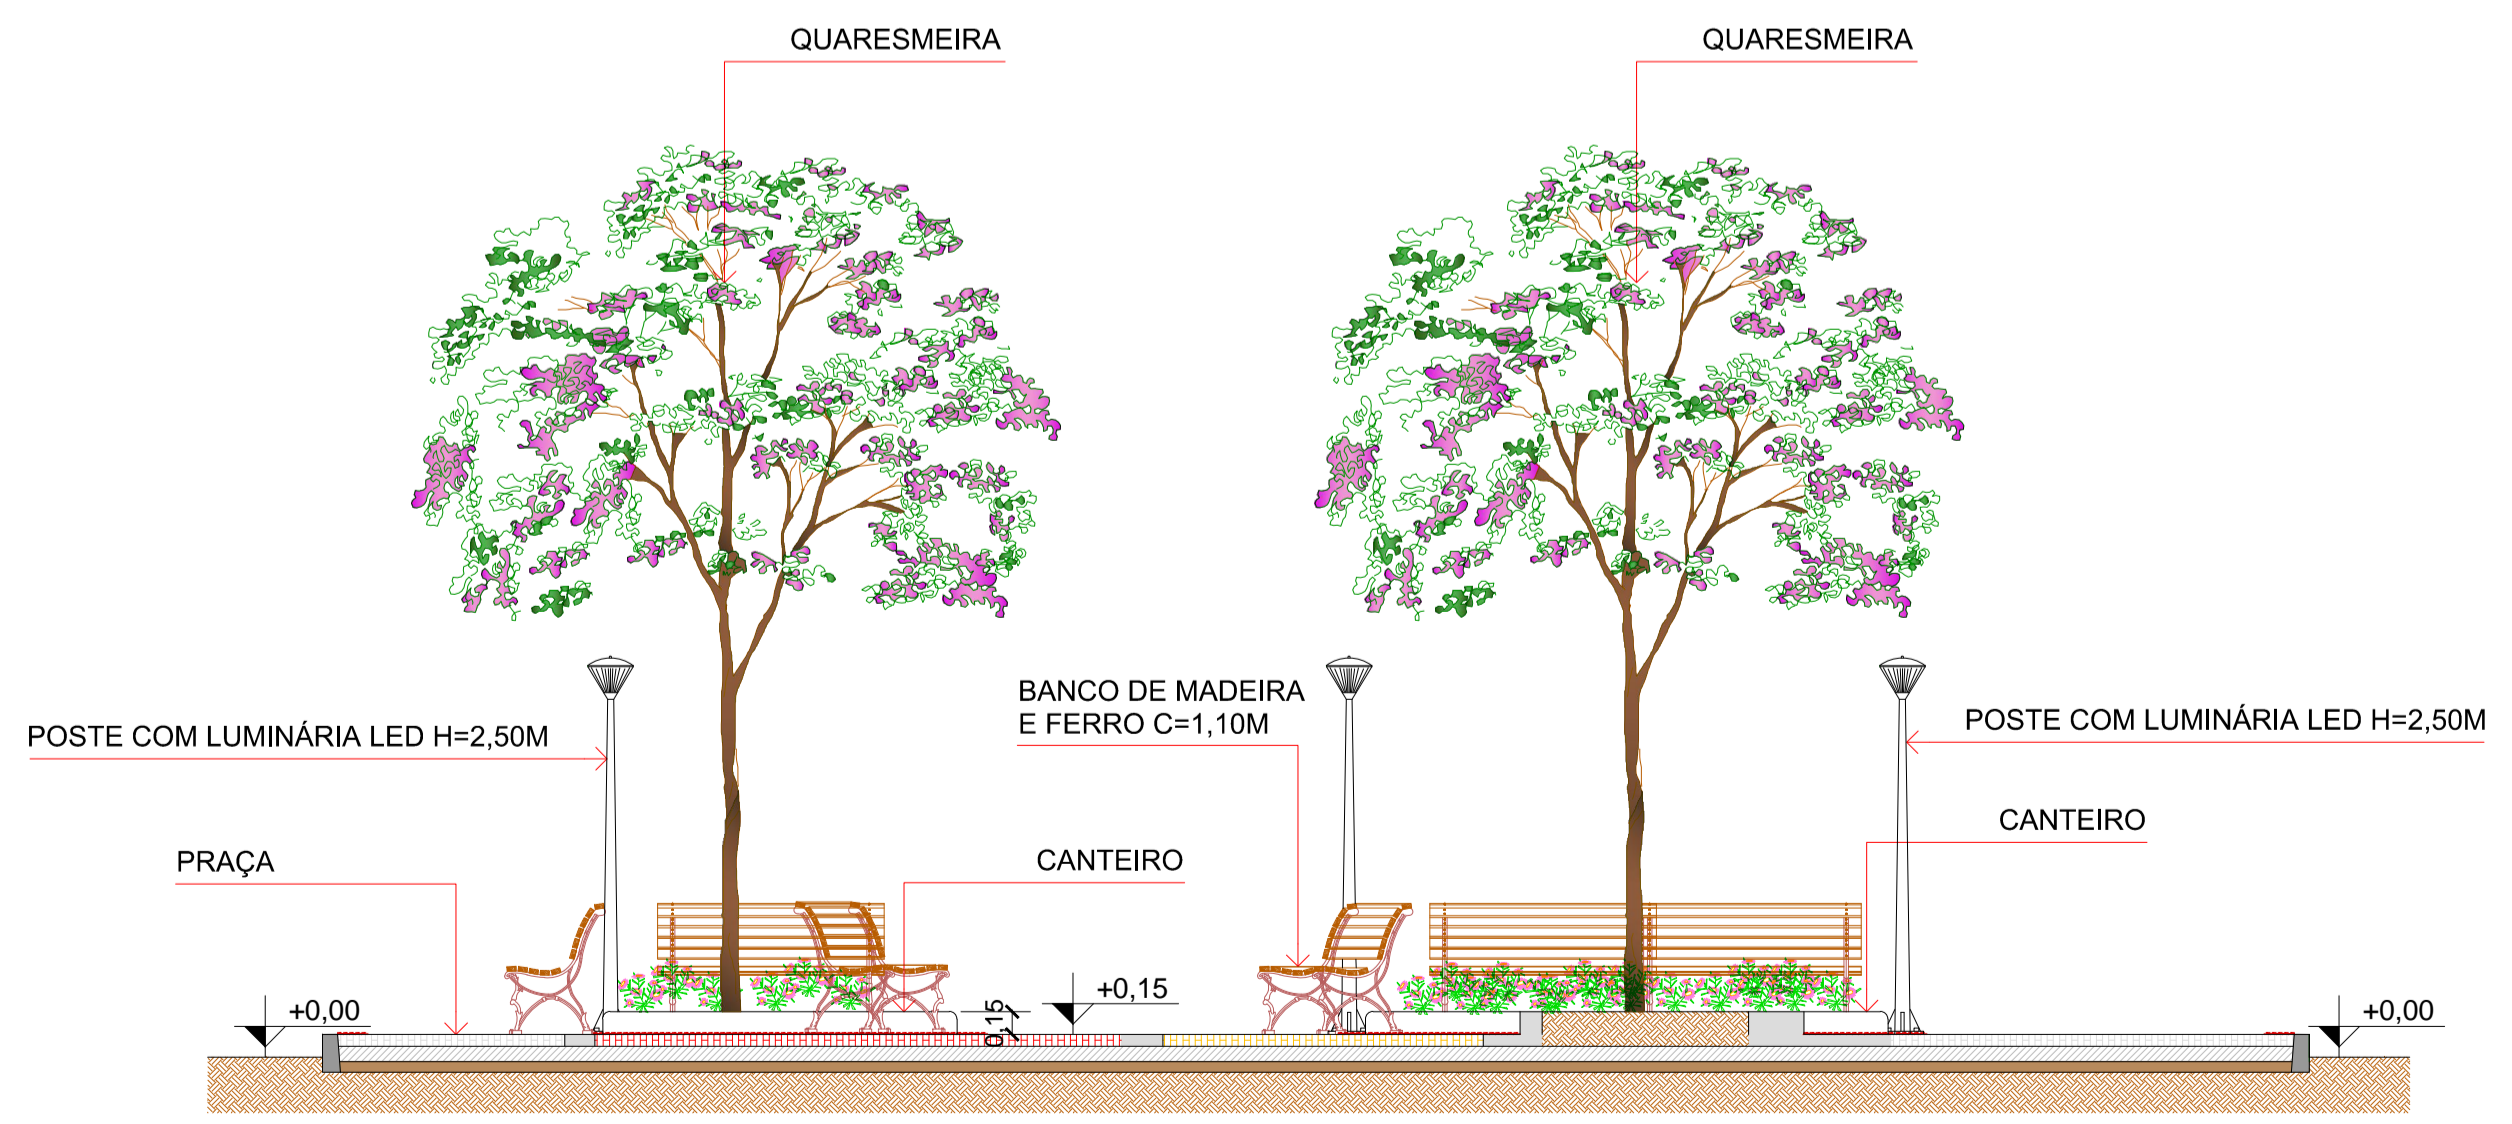 QUARESMEIRA
QUARESMEIRA
BANCO DE MADEIRA
E FERRO C=1,10M
POSTE COM LUMINÁRIA LED H=2,50M
POSTE COM LUMINÁRIA LED H=2,50M
CANTEIRO
PRAÇA
CANTEIRO
+0,00
0,15
+0,15
+0,00